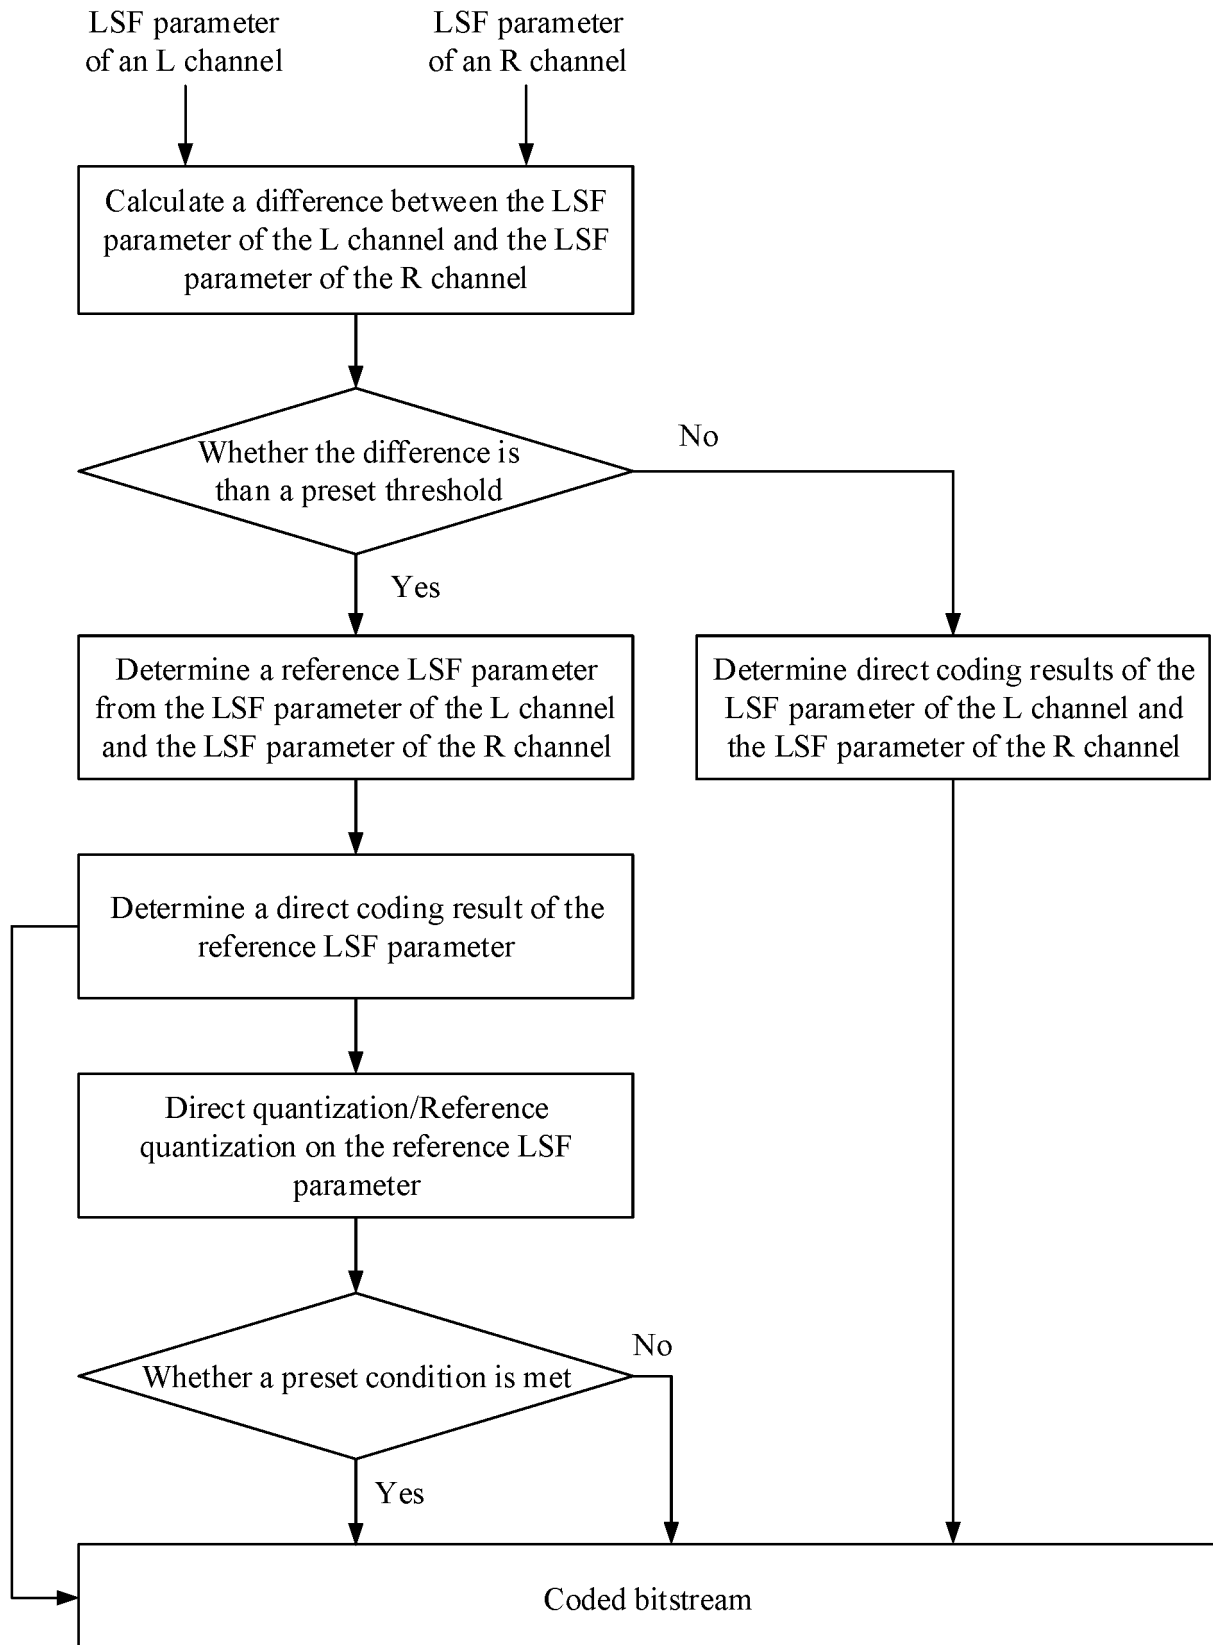 LSF parameter
of an L channel
LSF parameter
of an R channel
Calculate a difference between the LSF
parameter of the L channel and the LSF
parameter of the R channel
Whether the difference is
than a preset threshold
No
Yes
Determine a reference LSF parameter
from the LSF parameter of the L channel
and the LSF parameter of the R channel
Determine direct coding results of the
LSF parameter of the L channel and
the LSF parameter of the R channel
Determine a direct coding result of the
reference LSF parameter
Direct quantization/Reference
quantization on the reference LSF
parameter
Whether a preset condition is met
No
Yes
Coded bitstream